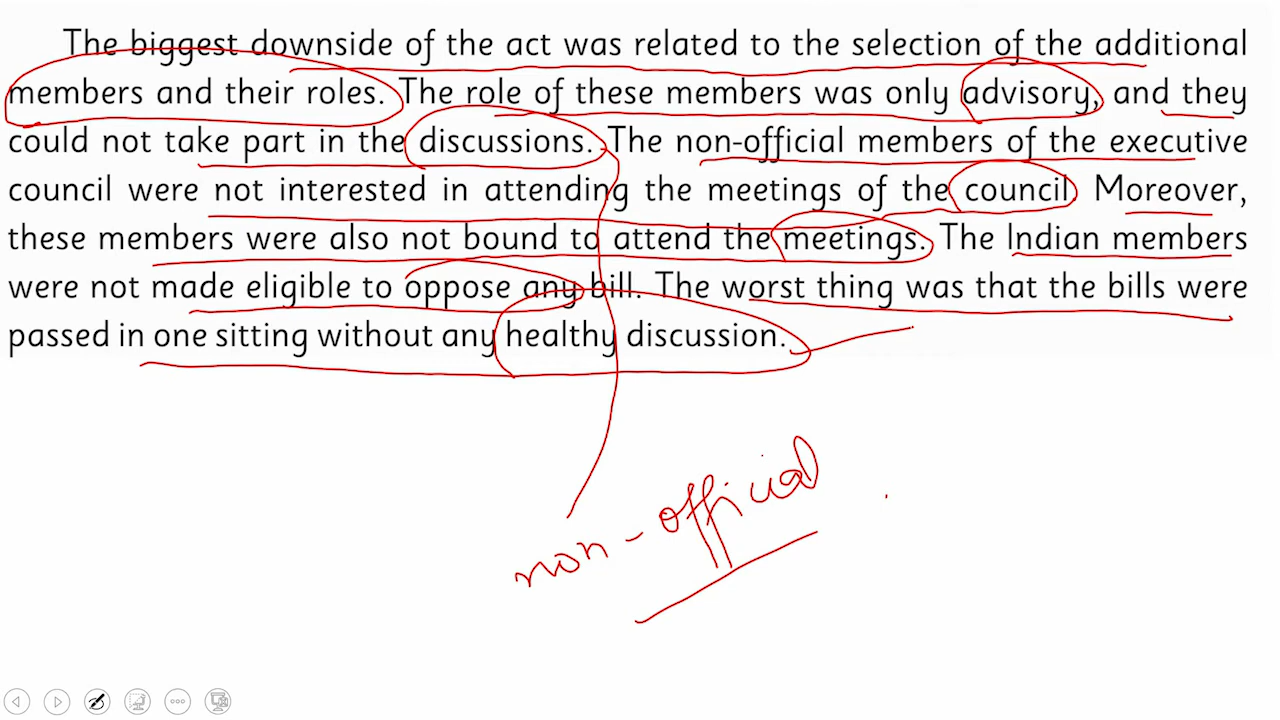 The biggest downside of the act was related to the selection of the additional
members and their roles. The role of these members was only advisory, and they
could not take part in the discussions. The non-official members of the executive
council were not interested in attending the meetings of the council. Moreover,
these members were also not bound to attend the meetings. The Indian members
were not made eligible to oppose any bill. The worst thing was that the bills were
passed in one sitting without any healthy discussion.
non-official